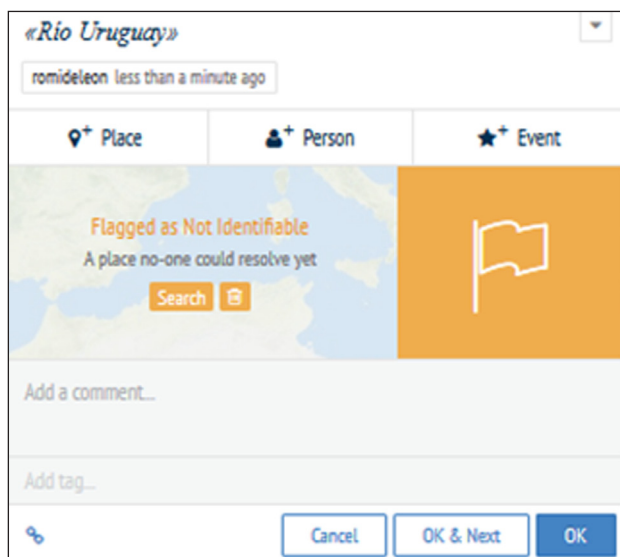 «Río Uruguay»
romideleon less than a minute ago
Place Person Event
Flagged as Not Identifiable
A place no-one could resolve yet
Search
Add a comment...
Add tag...
Cancel OK & Next OK